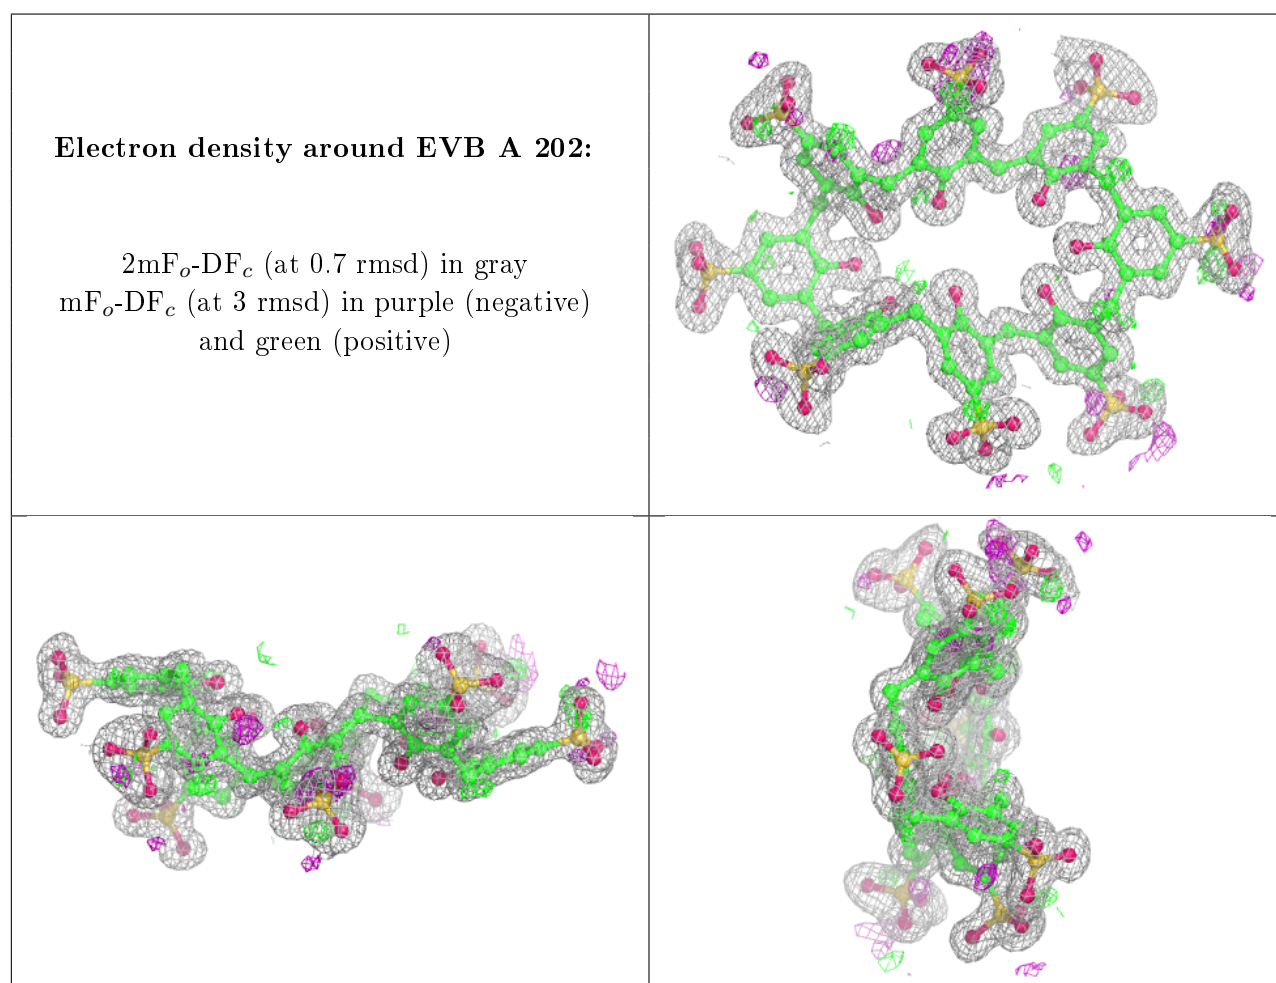 Electron density around EVB A 202:
2mFo-DFc (at 0.7 rmsd) in gray
mFo-DFc (at 3 rmsd) in purple (negative)
and green (positive)